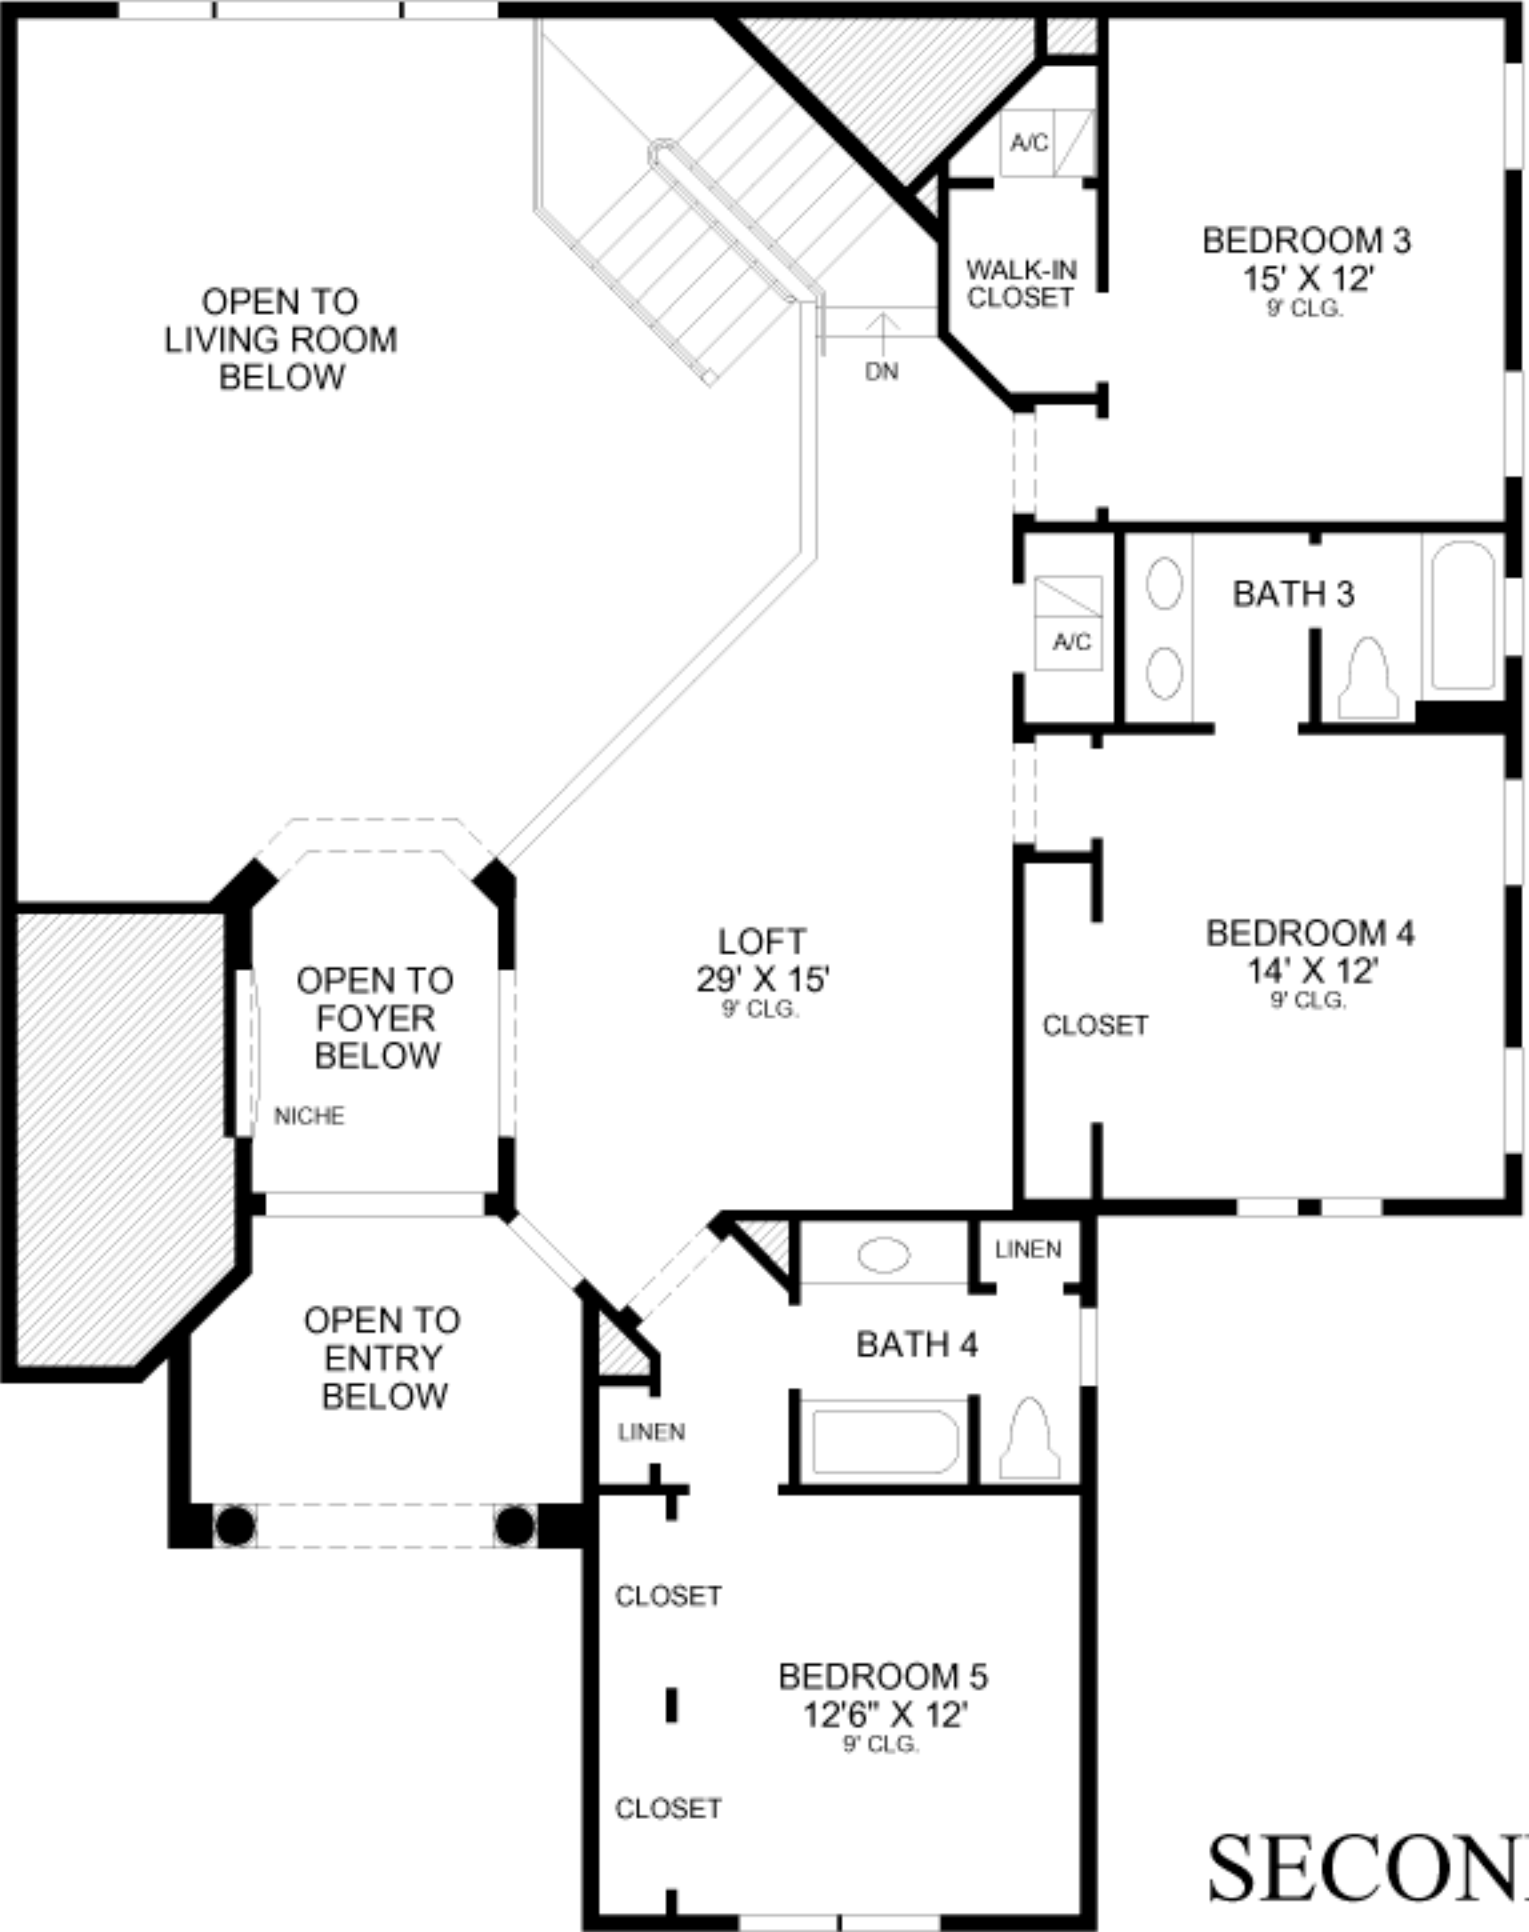 A/C
BEDROOM 3
15' X 12'
9' CLG.
WALK-IN
CLOSET
OPEN TO
LIVING ROOM
BELOW
DN
BATH 3
A/C
LOFT
29' X 15'
9' CLG.
BEDROOM 4
14' X 12'
9' CLG.
CLOSET
OPEN TO
FOYER
BELOW
NICHE
LINEN
OPEN TO
ENTRY
BELOW
BATH 4
LINEN
CLOSET
BEDROOM 5
12'6" X 12'
9' CLG.
CLOSET
SECON